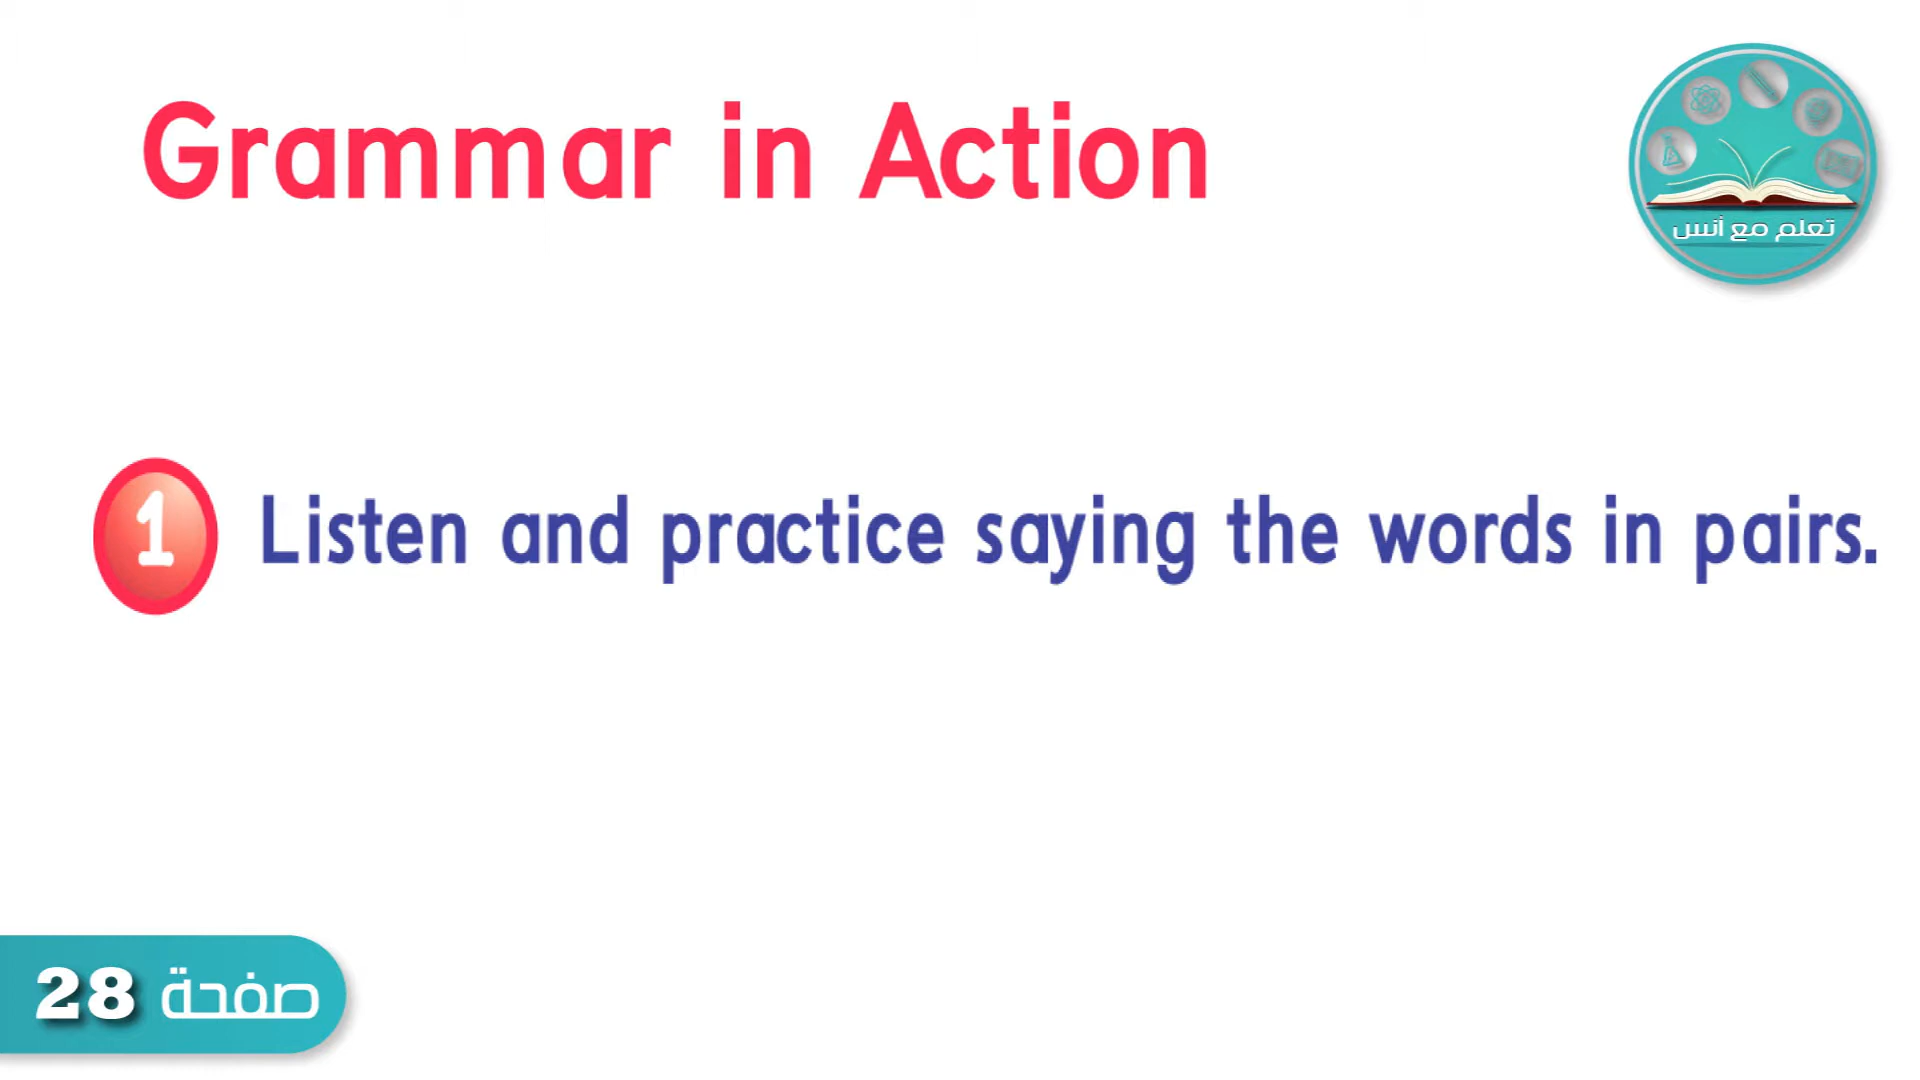 Grammar in Action
تعلم مع أنس
1 Listen and practice saying the words in pairs.
صفحة 28